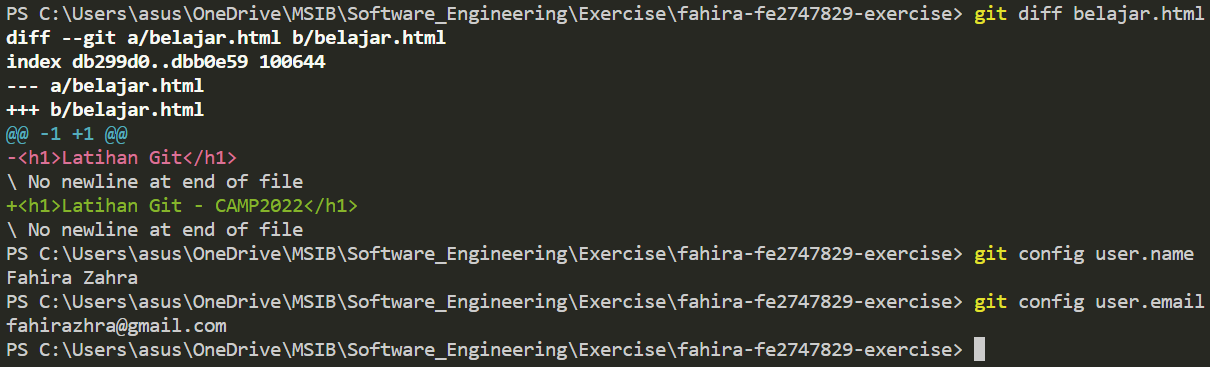 PS C:\Users\asus\OneDrive\MSIB\Software_Engineering\Exercise\fahira-fe2747829-exercise> git diff belajar.html
diff --git a/belajar.html b/belajar.html
index db299d0..dbb0e59 100644
--- a/belajar.html
+++ b/belajar.html
@@ -1 +1 @@
-<h1>Latihan Git</h1>
\ No newline at end of file
+<h1>Latihan Git - CAMP2022</h1>
\ No newline at end of file
PS C:\Users\asus\OneDrive\MSIB\Software_Engineering\Exercise\fahira-fe2747829-exercise> git config user.name
Fahira Zahra
PS C:\Users\asus\OneDrive\MSIB\Software_Engineering\Exercise\fahira-fe2747829-exercise> git config user.email
fahirazhra@gmail.com
PS C:\Users\asus\OneDrive\MSIB\Software_Engineering\Exercise\fahira-fe2747829-exercise>